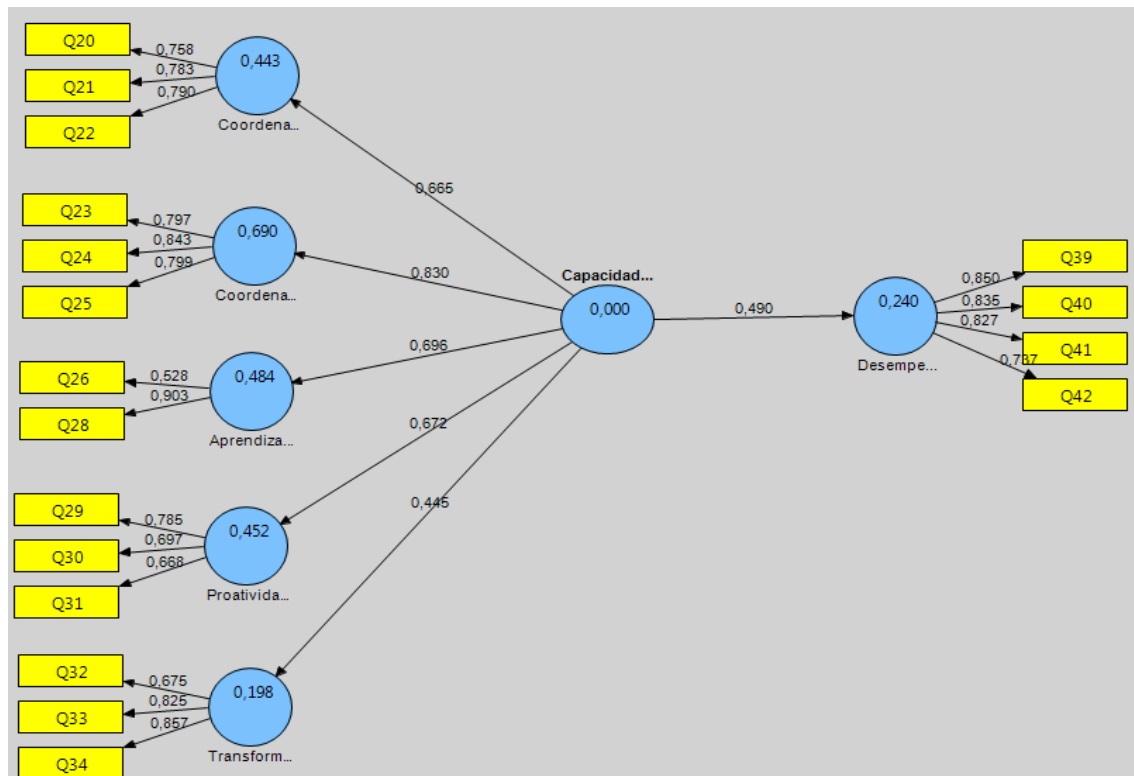 Q20
0,758
0,783
0,790
Q21
Q22
0,443
Coordena...
0,665
Q23
0,797
0,843
0,799
Q24
Q25
0,690
Coordena...
0,830
Q26
0,528
0,903
Q28
0,484
Aprendiza...
0,696
Q29
0,785
0,697
0,668
Q30
Q31
0,452
Proativida...
0,672
Q32
0,675
0,825
0,857
Q33
Q34
0,198
Transform...
0,445
Capacidad...
0,000
0,490
0,240
Desempe...
0,850
0,835
0,827
0,737
Q39
Q40
Q41
Q42